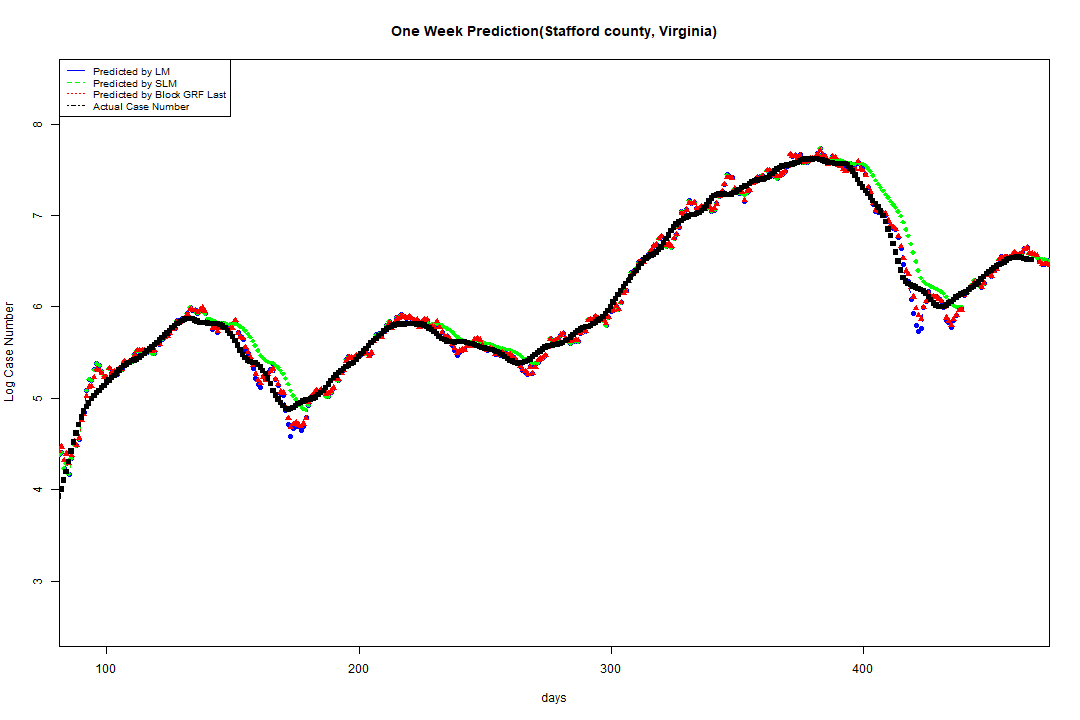 One Week Prediction(Stafford county, Virginia)
Predicted by LM
Predicted by SLM
Predicted by Block GRF Last
Actual Case Number
Log Case Number
8
7
6
5
4
3
100 200 300 400
days